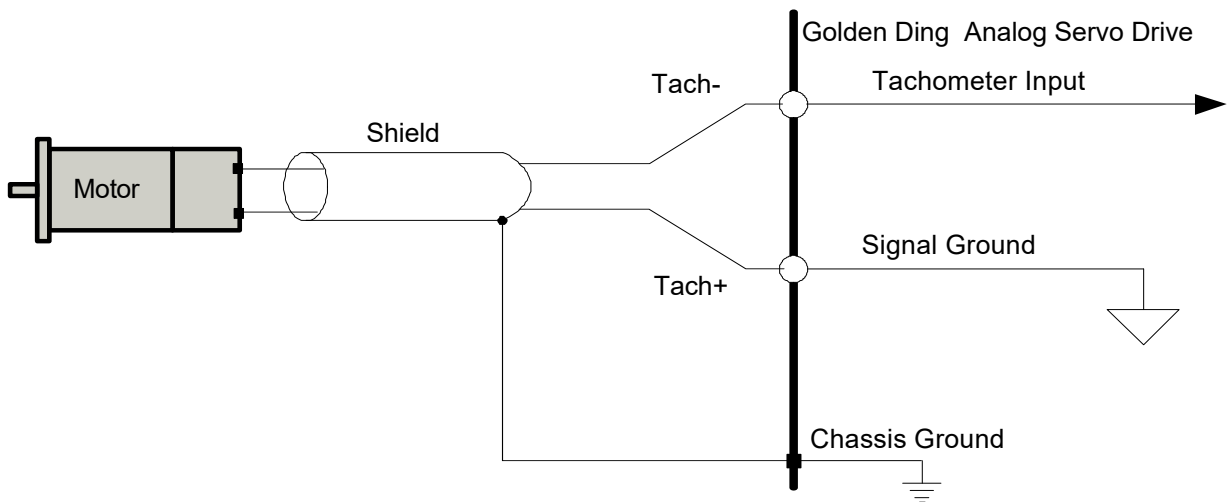 Golden Ding Analog Servo Drive
Tach-
Tachometer Input
Shield
Motor
Signal Ground
Tach+
Chassis Ground